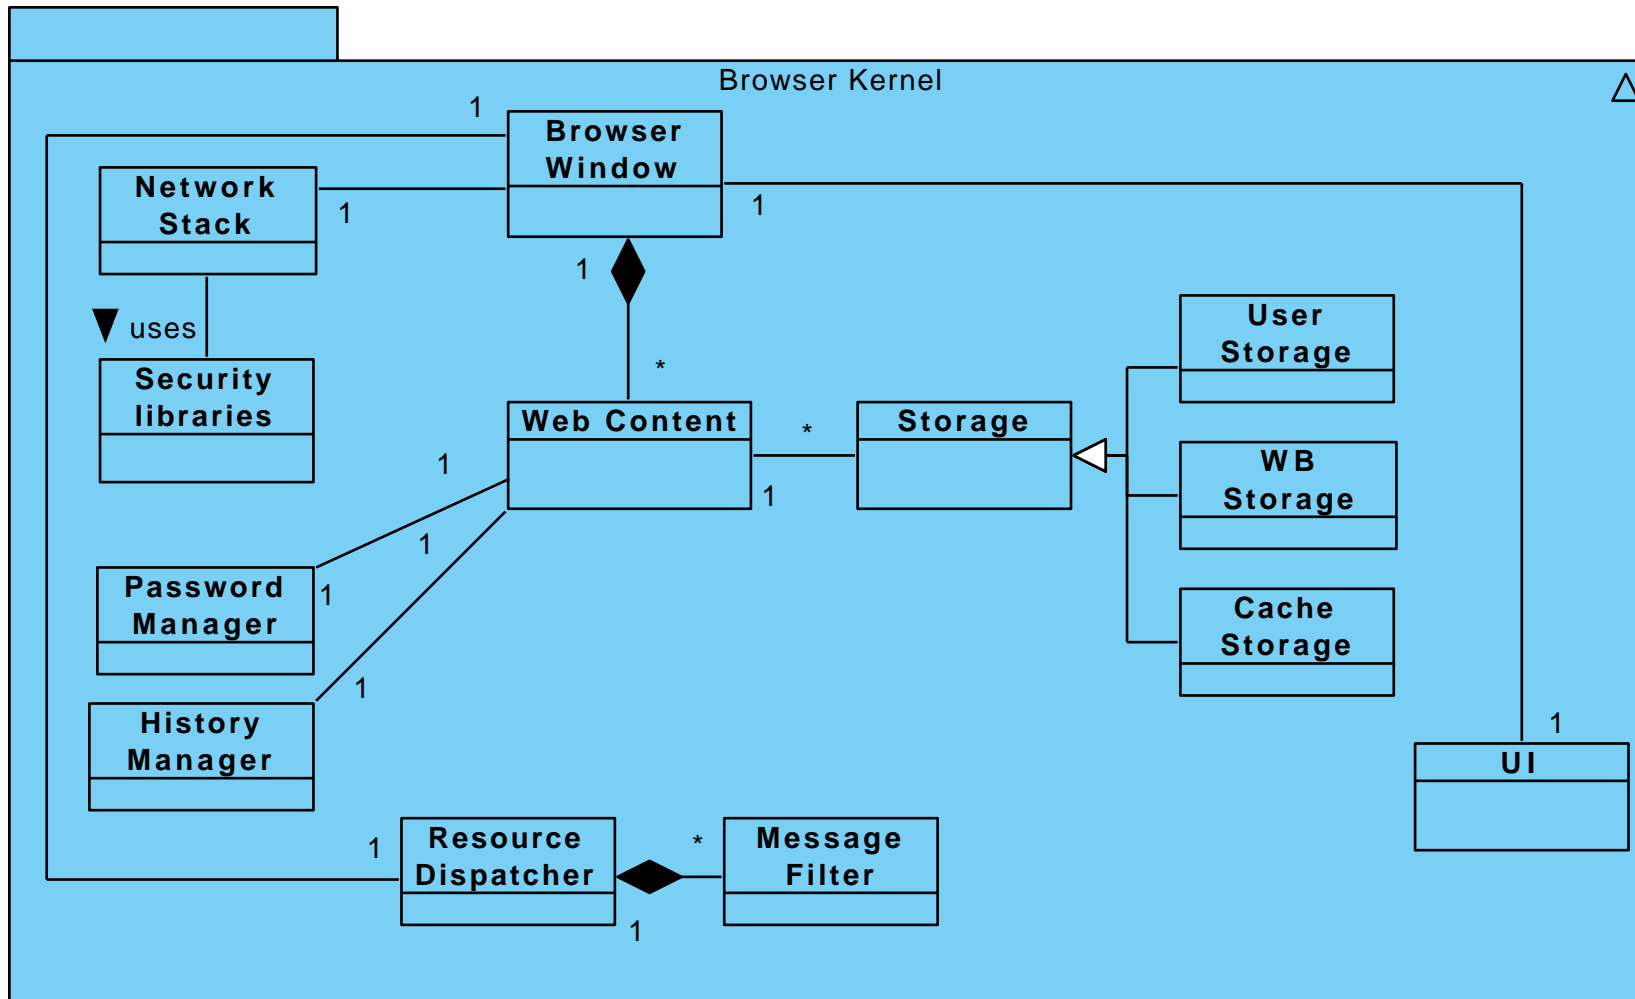 Browser Kernel
1
Browser
Window
Network
Stack
1
1
1
uses
*
User
Storage
Security
libraries
Web Content
*
Storage
1
1
WB
Storage
1
Password
Manager
1
Cache
Storage
1
History
Manager
1
UI
1
Resource
Dispatcher
*
Message
Filter
1